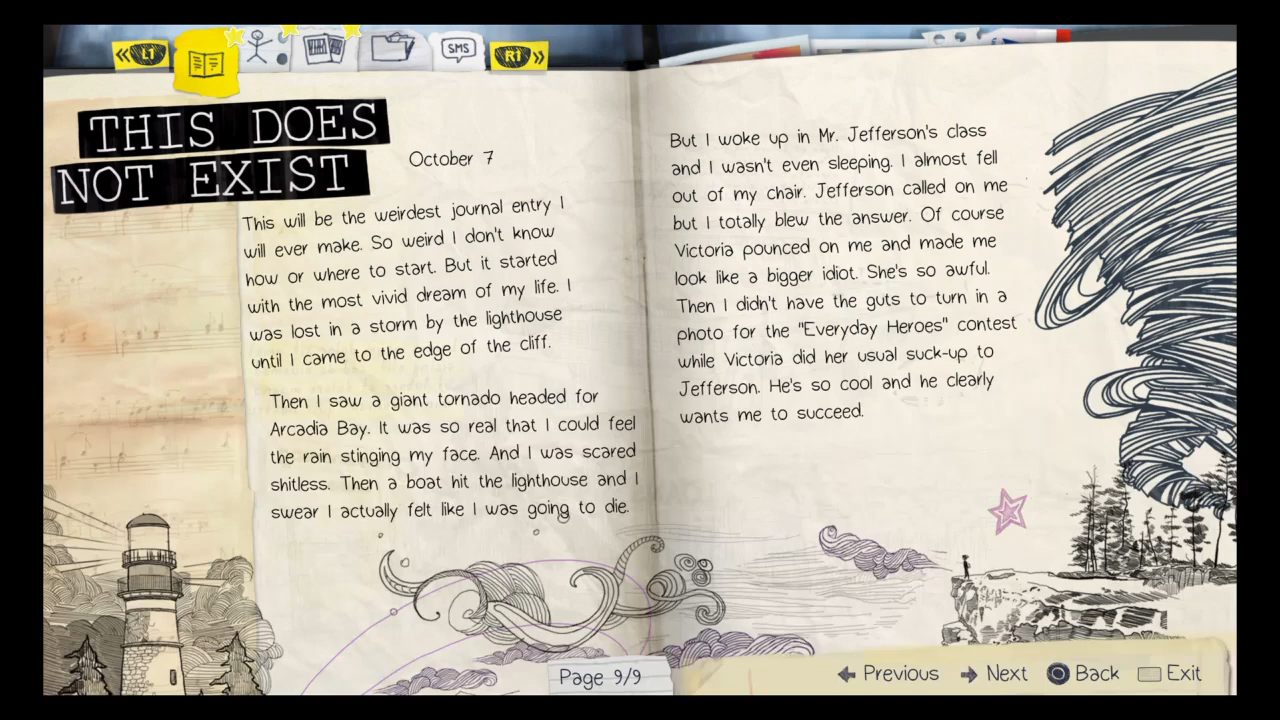 L1
SMS
R1
THIS DOES
NOT EXIST
October 7
This will be the weirdest journal entry I
will ever make. So weird I don't know
how or where to start. But it started
with the most vivid dream of my life. I
was lost in a storm by the lighthouse
until I came to the edge of the cliff.
Then I saw a giant tornado headed for
Arcadia Bay. It was so real that I could feel
the rain stinging my face. And I was scared
shitless. Then a boat hit the lighthouse and I
swear I actually felt like I was going to die.
But I woke up in Mr. Jefferson's class
and I wasn't even sleeping. I almost fell
out of my chair. Jefferson called on me
but I totally blew the answer. Of course
Victoria pounced on me and made me
look like a bigger idiot. She's so awful.
Then I didn't have the guts to turn in a
photo for the "Everyday Heroes" contest
while Victoria did her usual suck-up to
Jefferson. He's so cool and he clearly
wants me to succeed.
Page 9/9
Previous
Next
Back
Exit